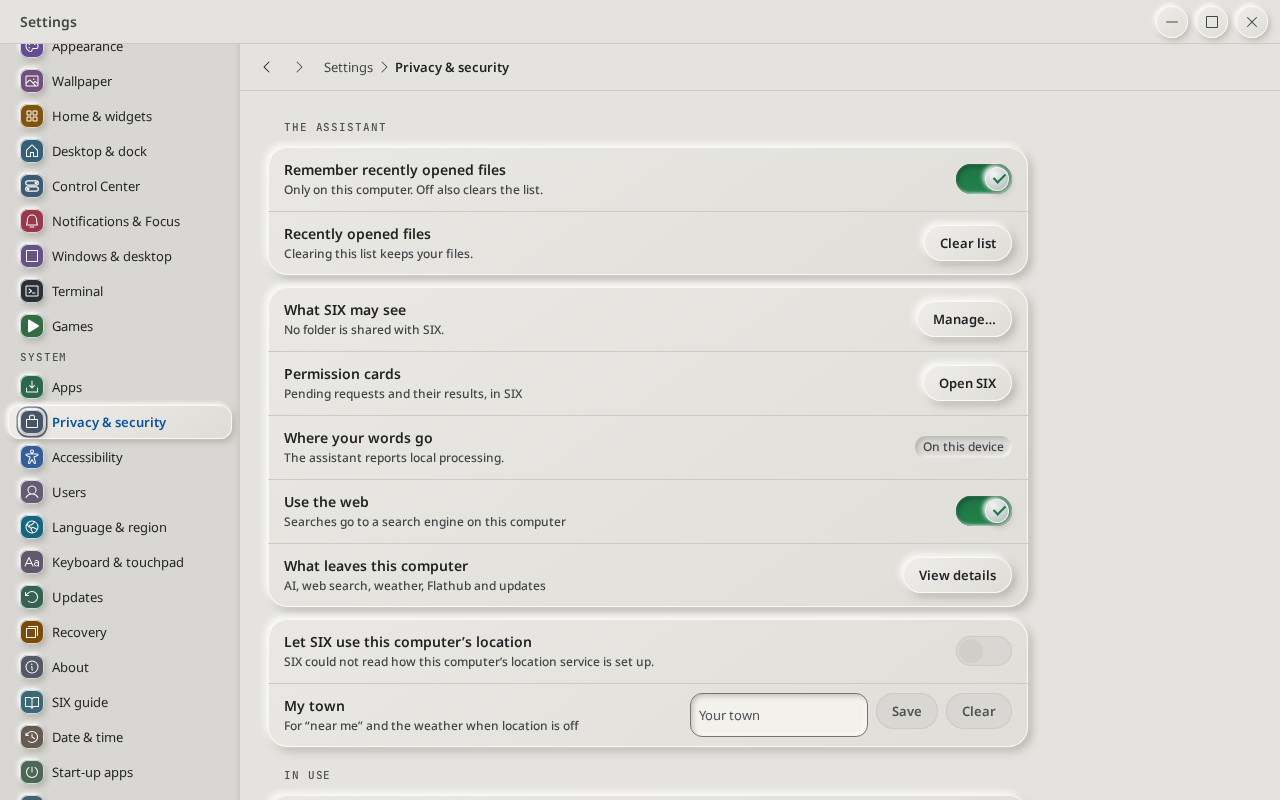 Settings
Appearance
Wallpaper
Home & widgets
Desktop & dock
Control Center
Notifications & Focus
Windows & desktop
Terminal
Games
SYSTEM
Apps
Privacy & security
Accessibility
Users
Language & region
Aa Keyboard & touchpad
Updates
Recovery
About
SIX guide
Date & time
Start-up apps
Settings > Privacy & security
THE ASSISTANT
Remember recently opened files
Only on this computer. Off also clears the list.
Recently opened files
Clearing this list keeps your files.
Clear list
What SIX may see
No folder is shared with SIX.
Manage...
Permission cards
Pending requests and their results, in SIX
Open SIX
Where your words go
The assistant reports local processing.
On this device
Use the web
Searches go to a search engine on this computer
What leaves this computer
AI, web search, weather, Flathub and updates
View details
Let SIX use this computer’s location
SIX could not read how this computer’s location service is set up.
My town
For “near me” and the weather when location is off
Your town
Save
Clear
IN USE